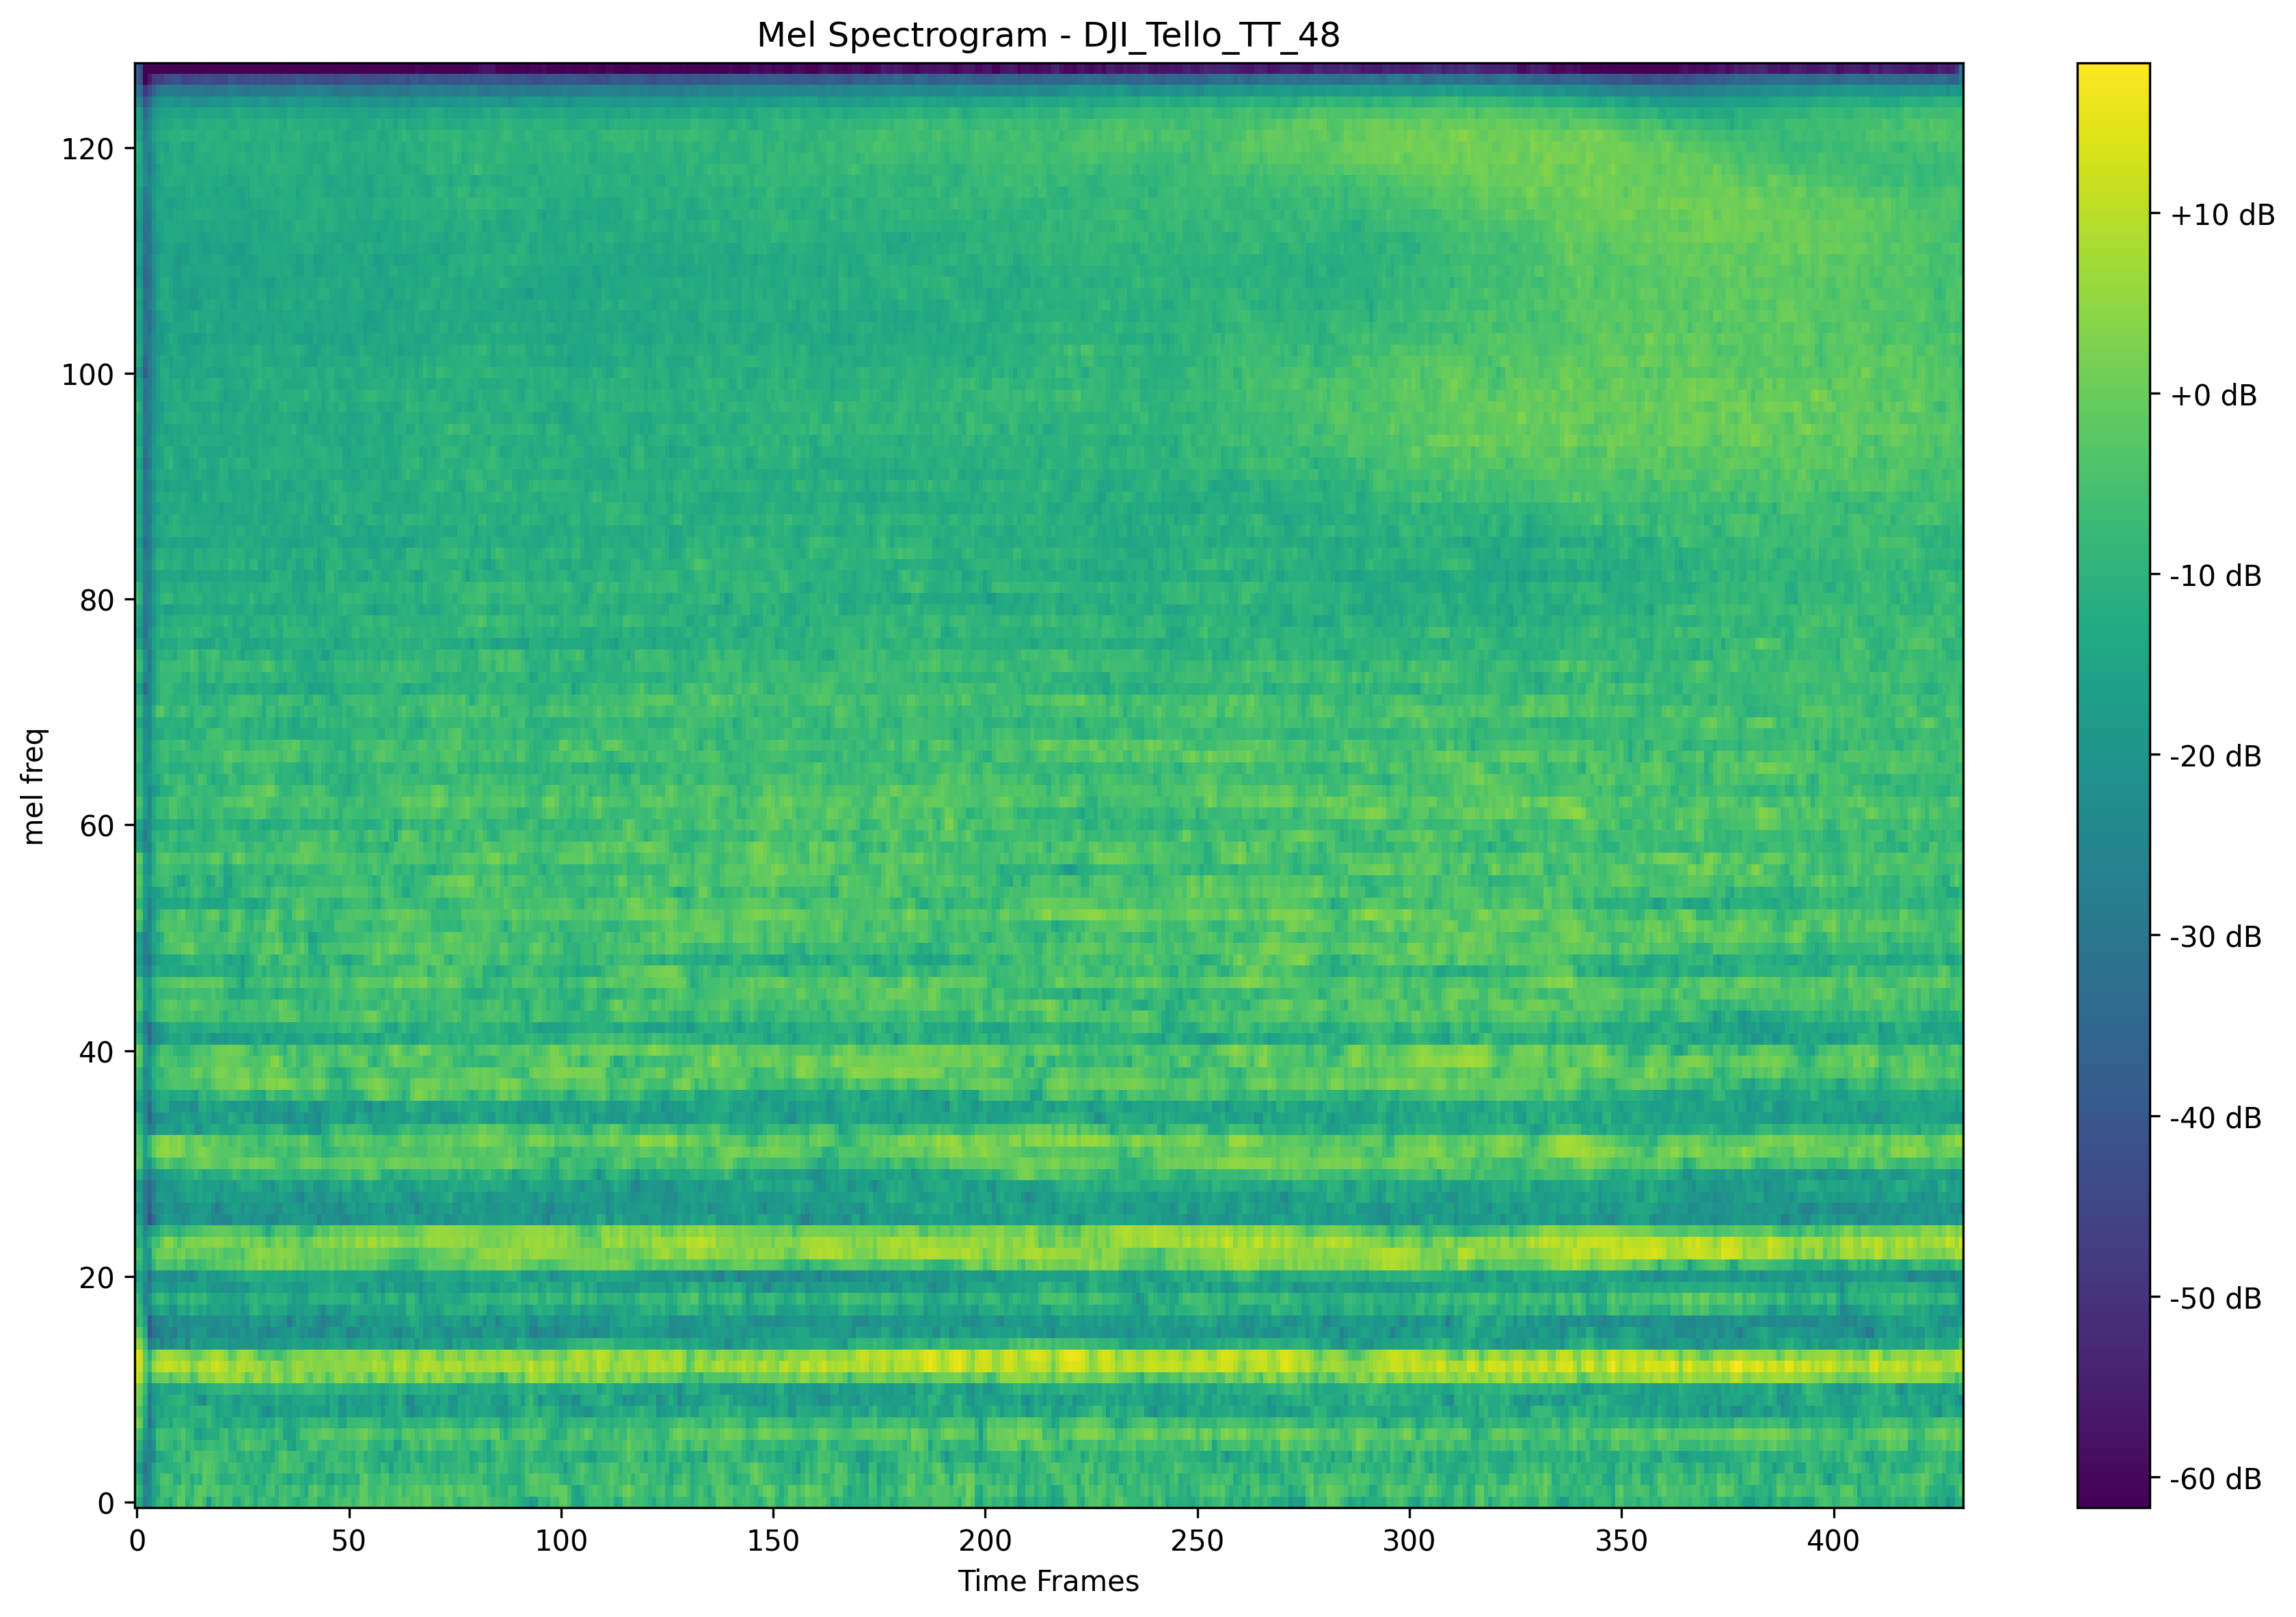 Mel Spectrogram - DJI_Tello_TT_48
mel freq
120
100
80
60
40
20
0
0 50 100 150 200 250 300 350 400
Time Frames
+10 dB
+0 dB
-10 dB
-20 dB
-30 dB
-40 dB
-50 dB
-60 dB